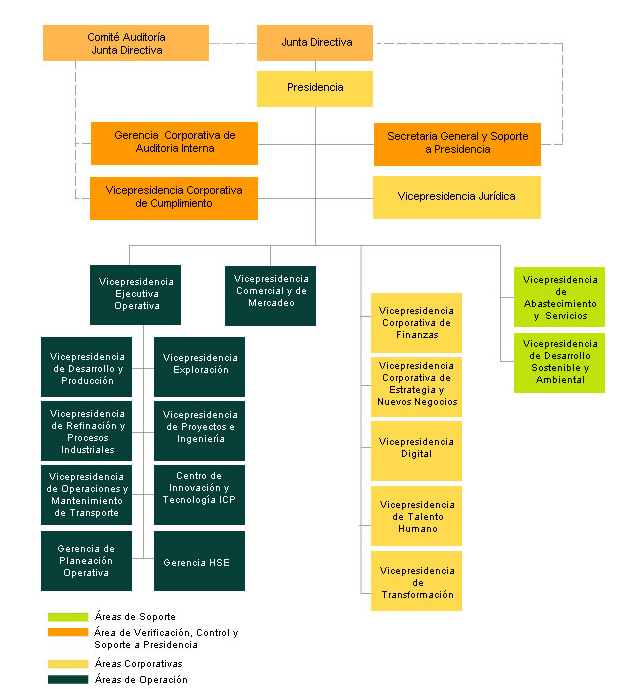 Comité Auditoría
Junta Directiva
Junta Directiva
Presidencia
Gerencia Corporativa de
Auditoria Interna
Secretaria General y Soporte
a Presidencia
Vicepresidencia Corporativa
de Cumplimiento
Vicepresidencia Jurídica
Vicepresidencia
Ejecutiva
Operativa
Vicepresidencia
Comercial y de
Mercadeo
Vicepresidencia
de Desarrollo y
Producción
Vicepresidencia
Exploración
Vicepresidencia
de Refinación y
Procesos
Industriales
Vicepresidencia
de Proyectos e
Ingeniería
Vicepresidencia
de Operaciones y
Mantenimiento
de Transporte
Centro de
Innovación y
Tecnología ICP
Gerencia de
Planeación
Operativa
Gerencia HSE
Vicepresidencia
Corporativa de
Finanzas
Vicepresidencia
Corporativa de
Estrategia y
Nuevos Negocios
Vicepresidencia
Digital
Vicepresidencia
de Talento
Humano
Vicepresidencia
de
Transformación
Vicepresidencia
de
Abastecimiento
y Servicios
Vicepresidencia
de Desarrollo
Sostenible y
Ambiental
Áreas de Soporte
Área de Verificación, Control y
Soporte a Presidencia
Áreas Corporativas
Áreas de Operación